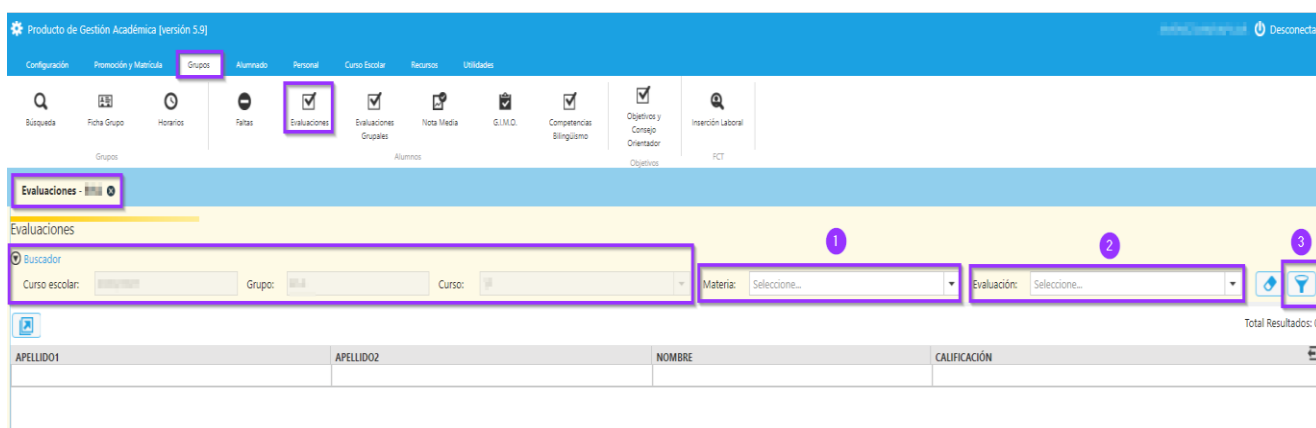 Producto de Gestión Académica [versión 5.9]
Desconecta
Configuración Promoción y Matrícula Grupos Alumnado Personal Curso Escolar Recursos Utilidades
Búsqueda Ficha Grupo Horarios Faltas Evaluaciones Evaluaciones Grupales Nota Media G.I.M.O. Competencias Bilingüismo Objetivos y Consejo Orientador Inserción Laboral
Grupos Alumnos Objetivos FCT
Evaluaciones -
Evaluaciones
1 2 3
Buscador
Curso escolar: Grupo: Curso: Materia: Seleccione... Evaluación: Seleccione...
Total Resultados:
APELLIDO1 APELLIDO2 NOMBRE CALIFICACIÓN